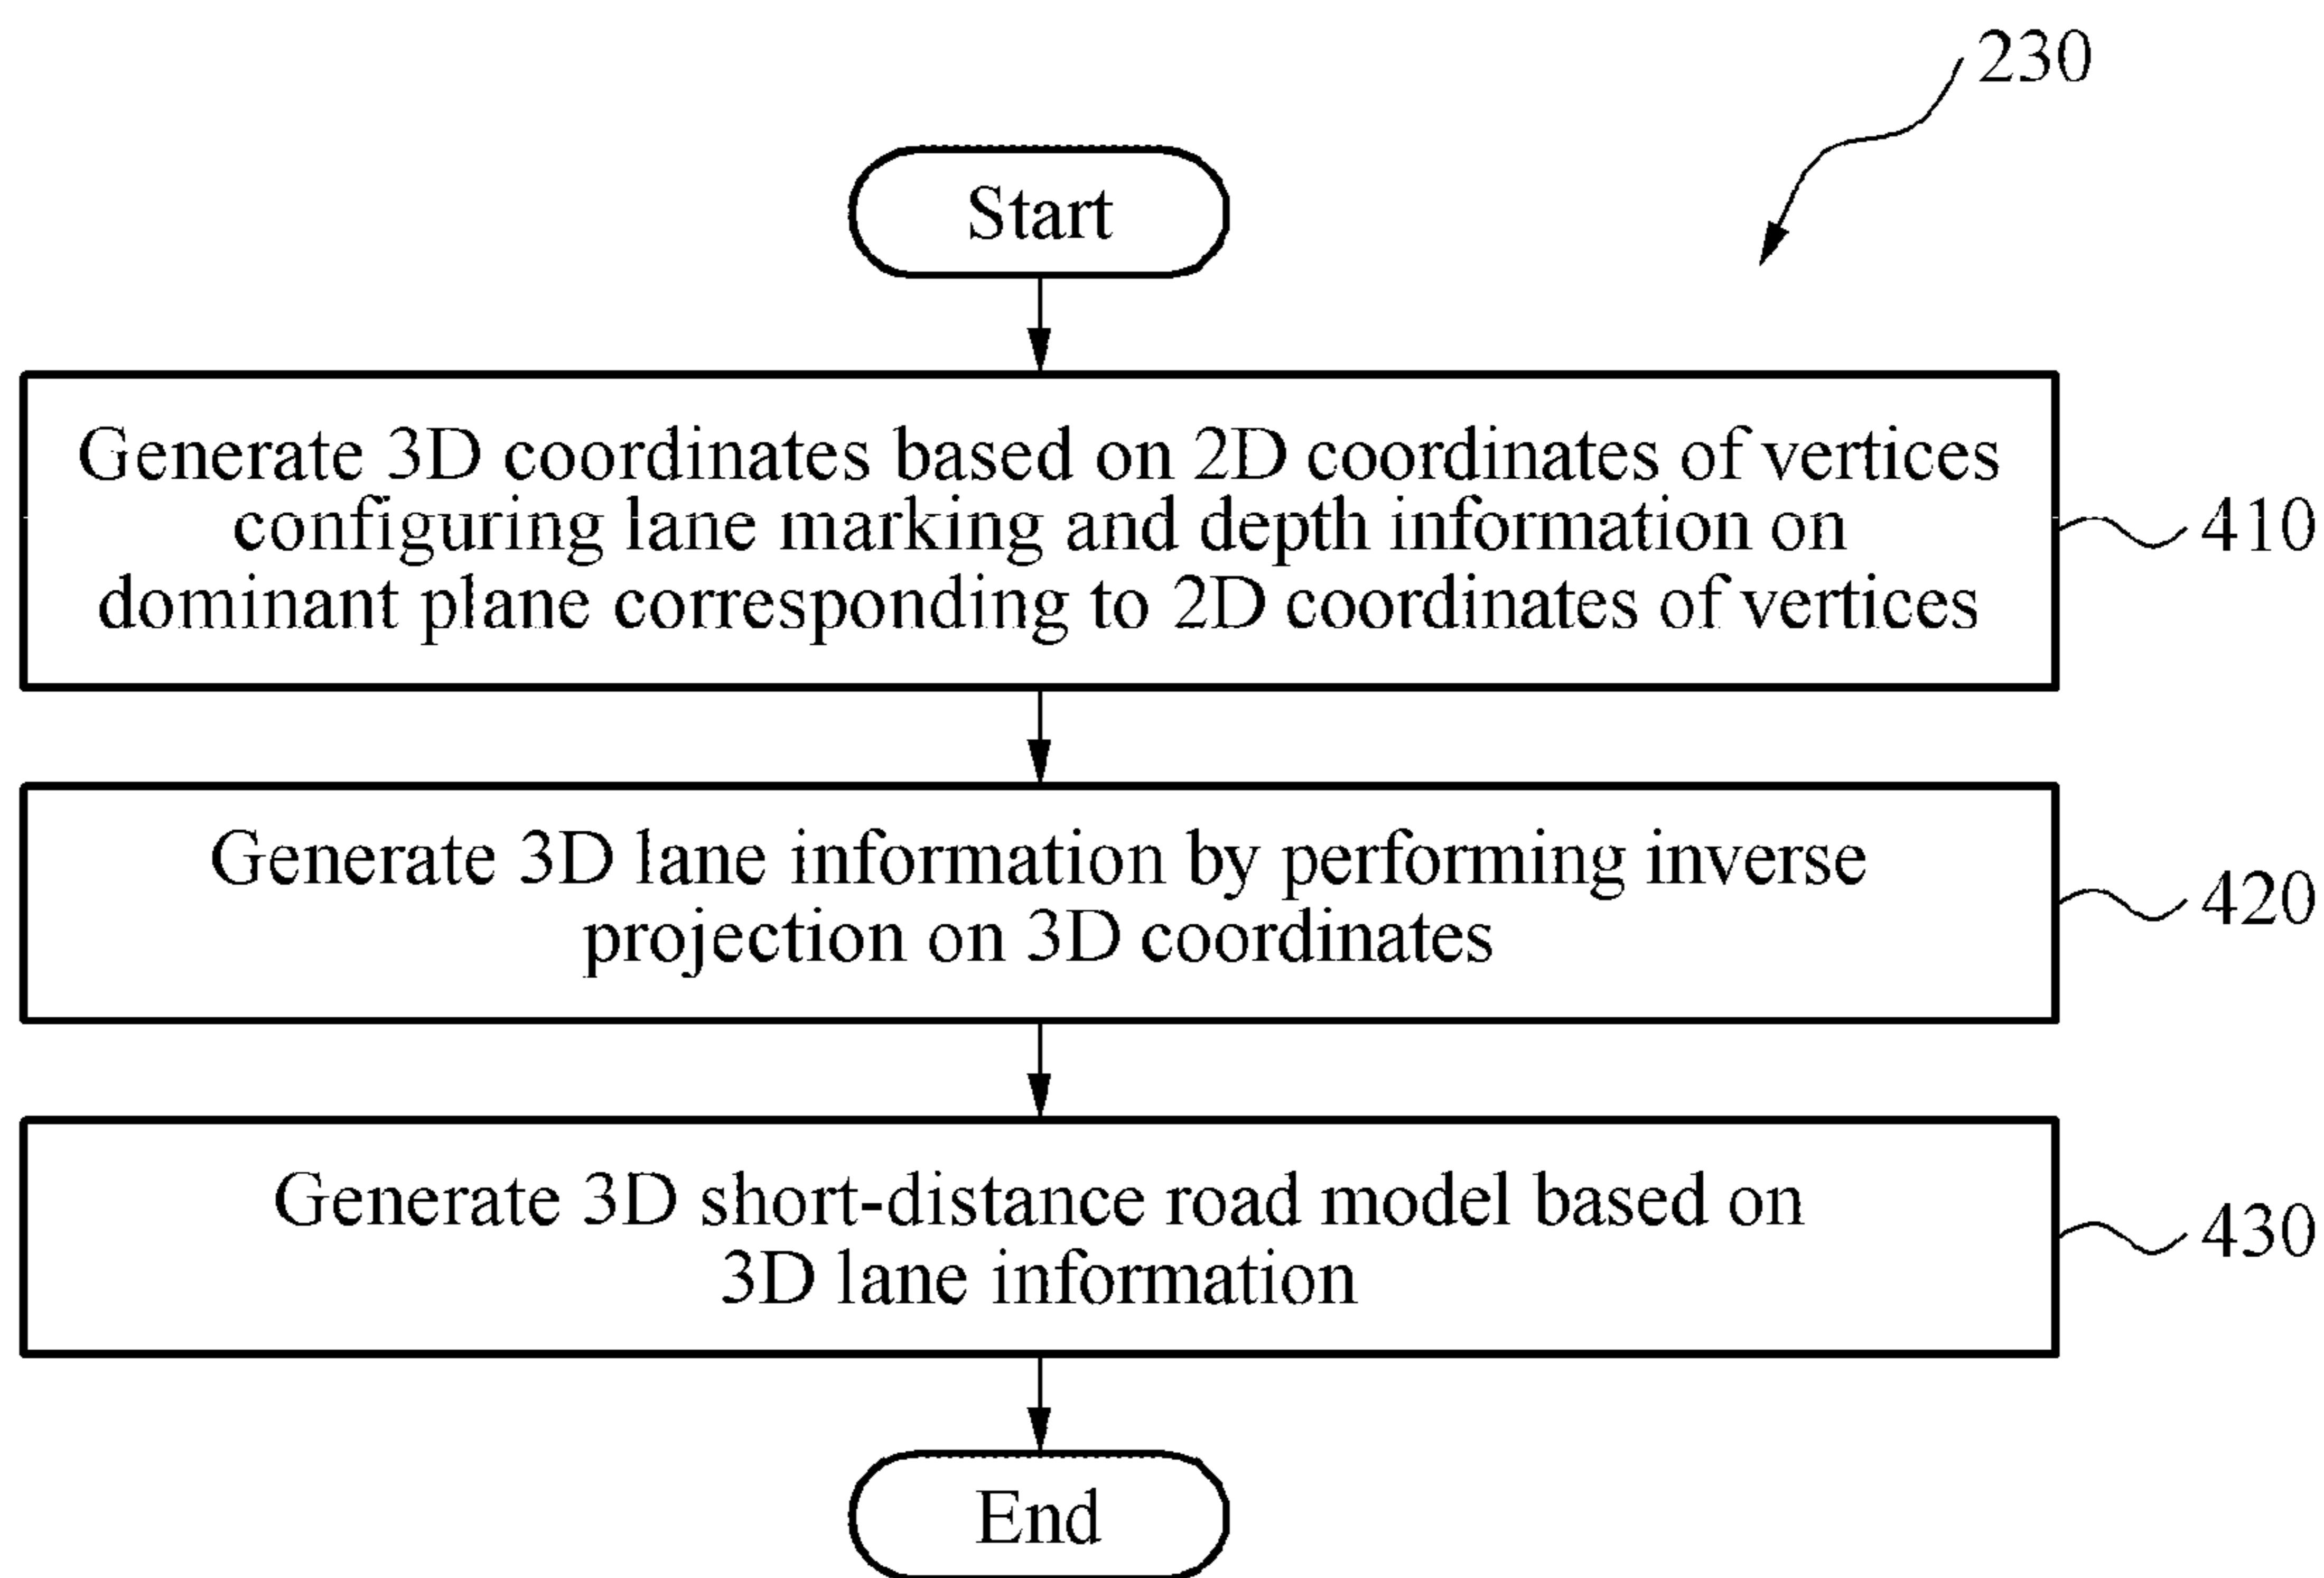 230
Start
Generate 3D coordinates based on 2D coordinates of vertices
configuring lane marking and depth information on
dominant plane corresponding to 2D coordinates of vertices
410
Generate 3D lane information by performing inverse
projection on 3D coordinates
420
Generate 3D short-distance road model based on
3D lane information
430
End